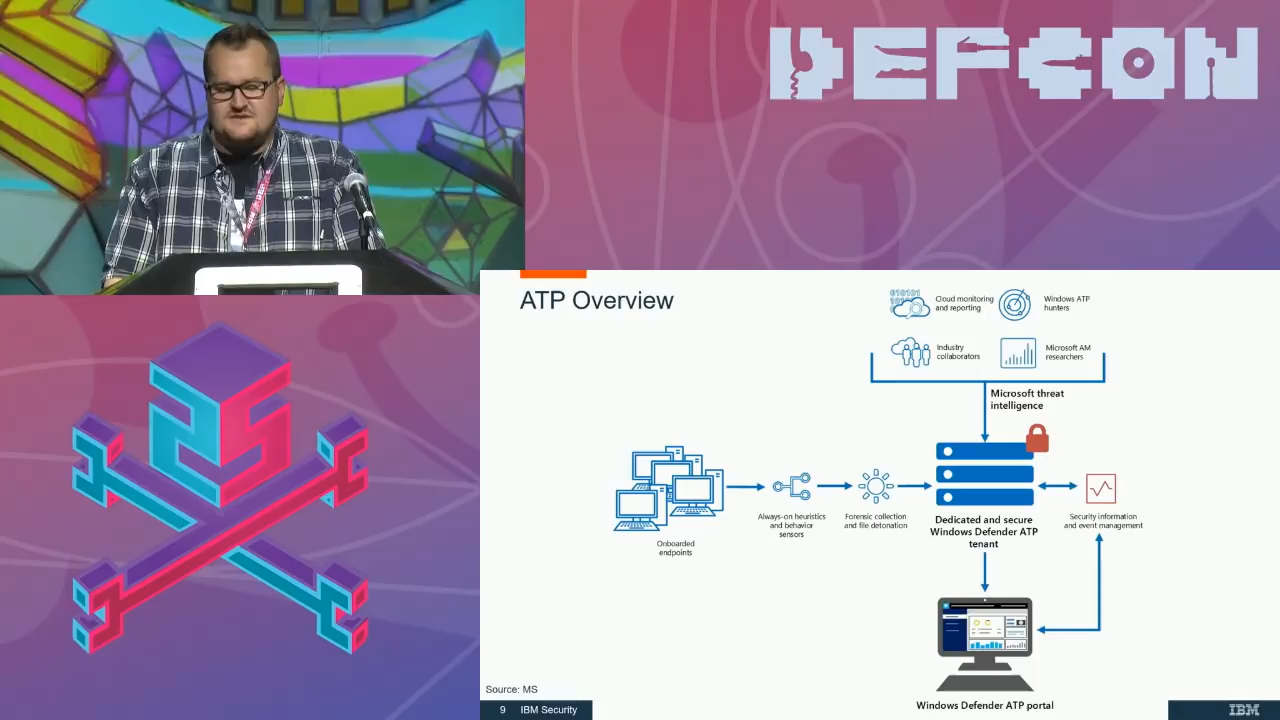 DEFCON
ATP Overview
Cloud monitoring
and reporting
Windows ATP
hunters
Industry
collaborators
Microsoft AM
researchers
Microsoft threat
intelligence
Onboarded
endpoints
Always-on heuristics
and behavior
sensors
Forensic collection
and file detonation
Dedicated and secure
Windows Defender ATP
tenant
Security information
and event management
Windows Defender ATP portal
Source: MS
9 IBM Security
IBM